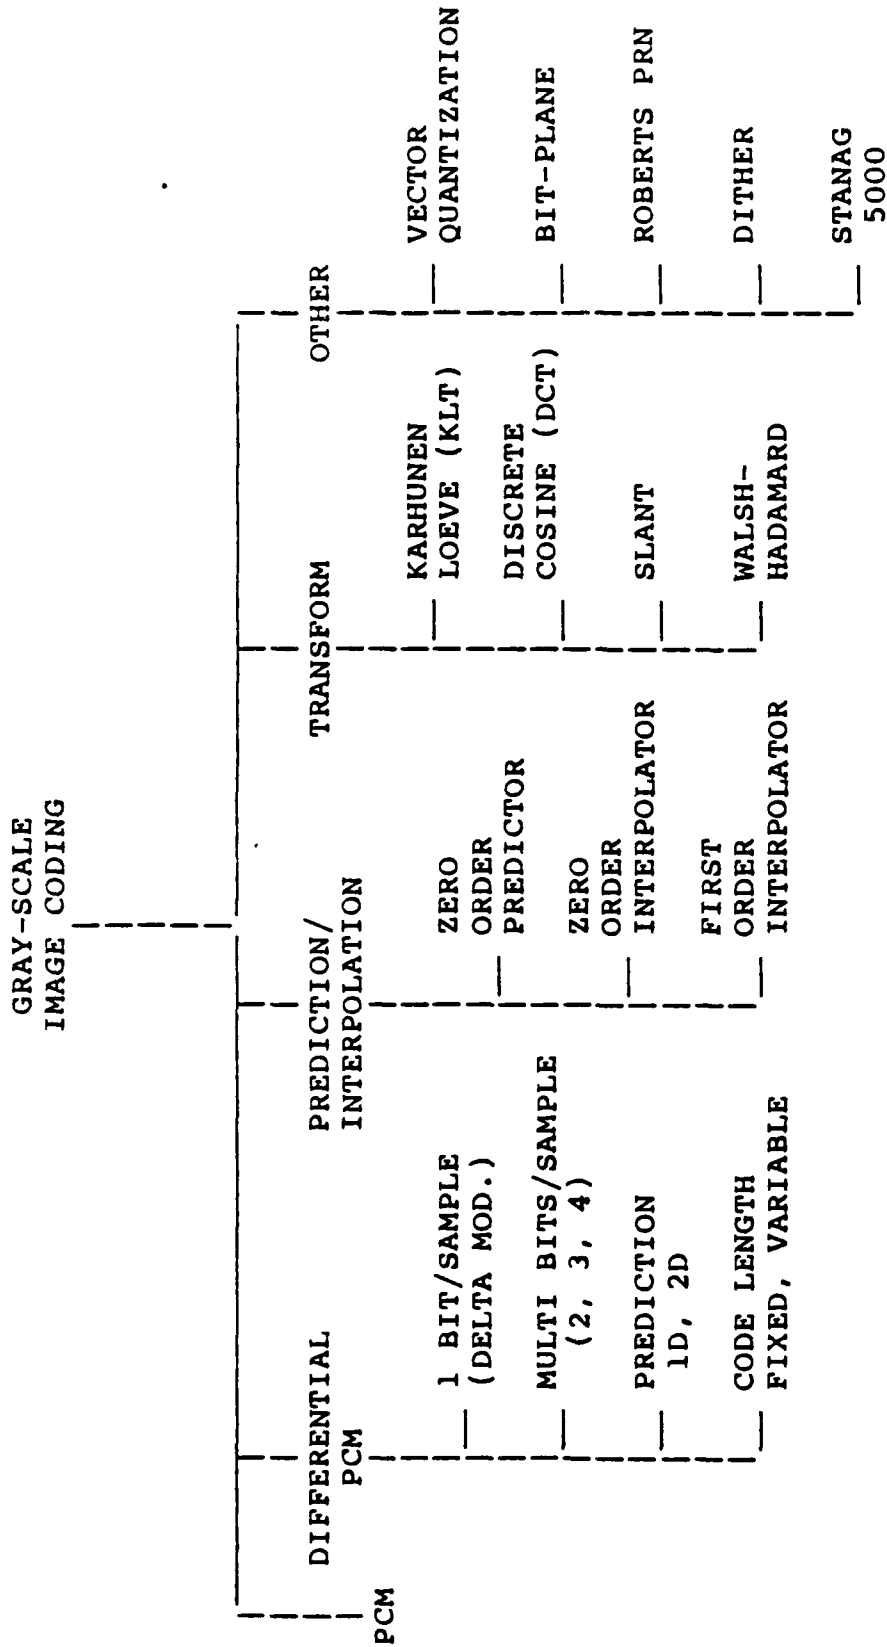 GRAY-SCALE
IMAGE CODING
PCM
DIFFERENTIAL
PCM
1 BIT/SAMPLE
(DELTA MOD.)
MULTI BITS/SAMPLE
(2, 3, 4)
PREDICTION
1D, 2D
CODE LENGTH
FIXED, VARIABLE
PREDICTION/
INTERPOLATION
ZERO
ORDER
PREDICTOR
ZERO
ORDER
INTERPOLATOR
FIRST
ORDER
INTERPOLATOR
TRANSFORM
KARHUNEN
LOEVE (KLT)
DISCRETE
COSINE (DCT)
SLANT
WALSH-
HADAMARD
OTHER
VECTOR
QUANTIZATION
BIT-PLANE
ROBERTS PRN
DITHER
STANAG
5000